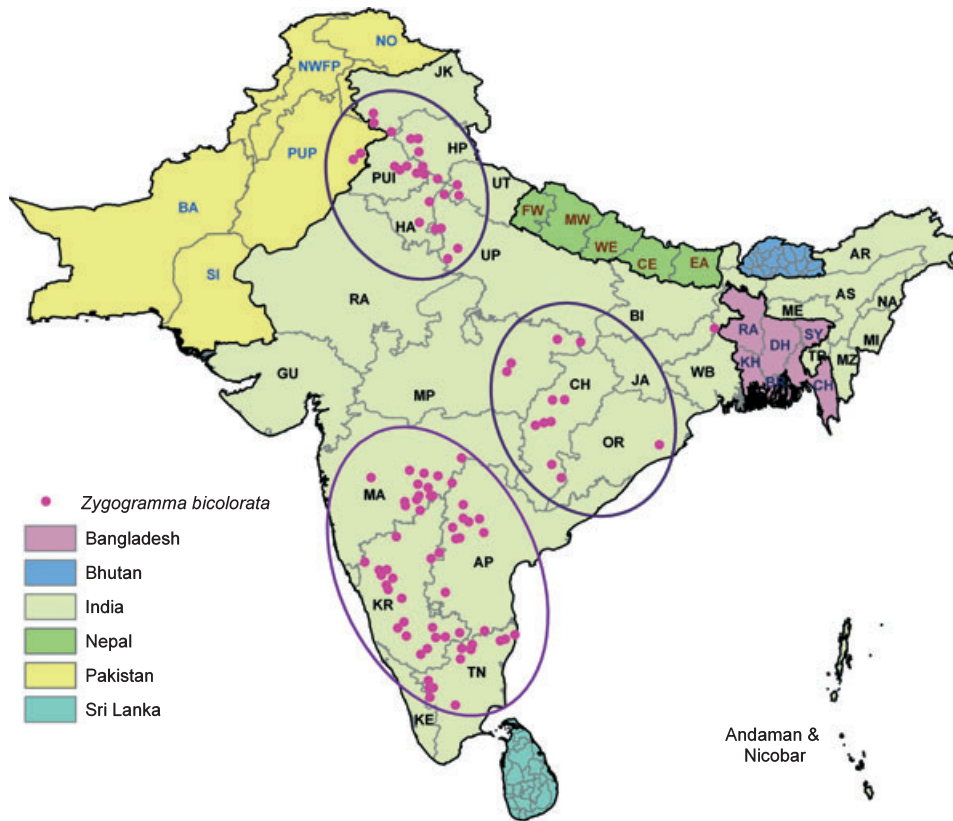 NO
NWFP
JK
PUP
HP
PUI
UT
BA
FW
MW
HA
WE
UP
CE
EA
AR
SI
AS
RA
NA
ME
BI
RA
SY
DH
MI
KH
TP
MZ
GU
CH
JA
WB
MP
BR
CH
OR
MA
Zygogramma bicolorata
Bangladesh
AP
Bhutan
India
KR
Nepal
TN
Pakistan
Sri Lanka
KE
Andaman &
Nicobar